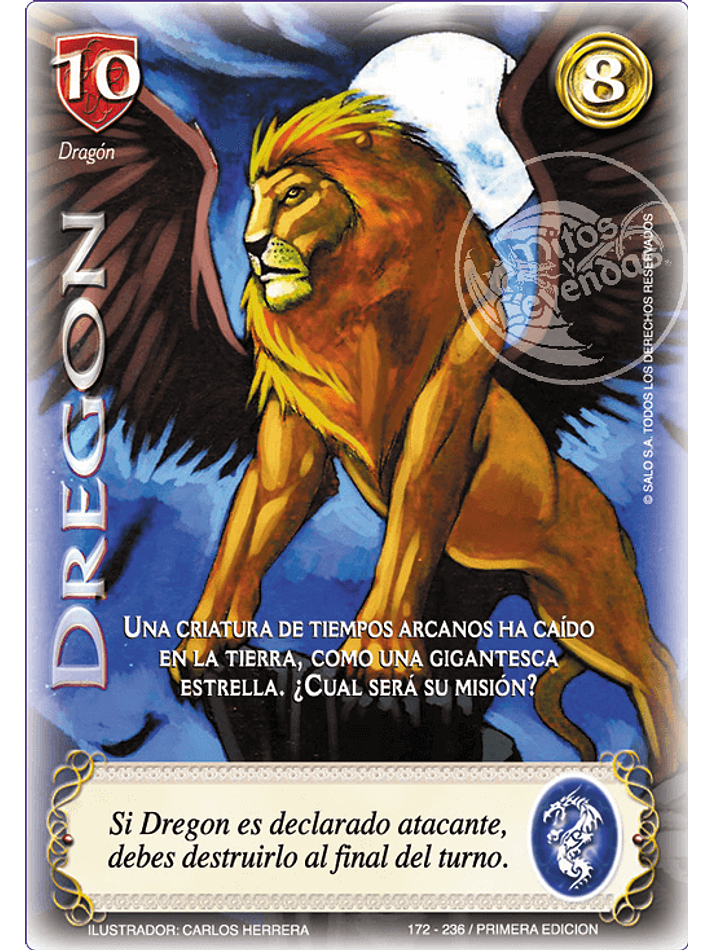 10
8
Dragón
DREGON
Mitos
y
Leyendas
© SALO S.A. TODOS LOS DERECHOS RESERVADOS
UNA CRIATURA DE TIEMPOS ARCANOS HA CAÍDO
EN LA TIERRA, COMO UNA GIGANTESCA
ESTRELLA. ¿CUAL SERÁ SU MISIÓN?
Si Dregon es declarado atacante,
debes destruirlo al final del turno.
ILUSTRADOR: CARLOS HERRERA
172 - 236 / PRIMERA EDICION